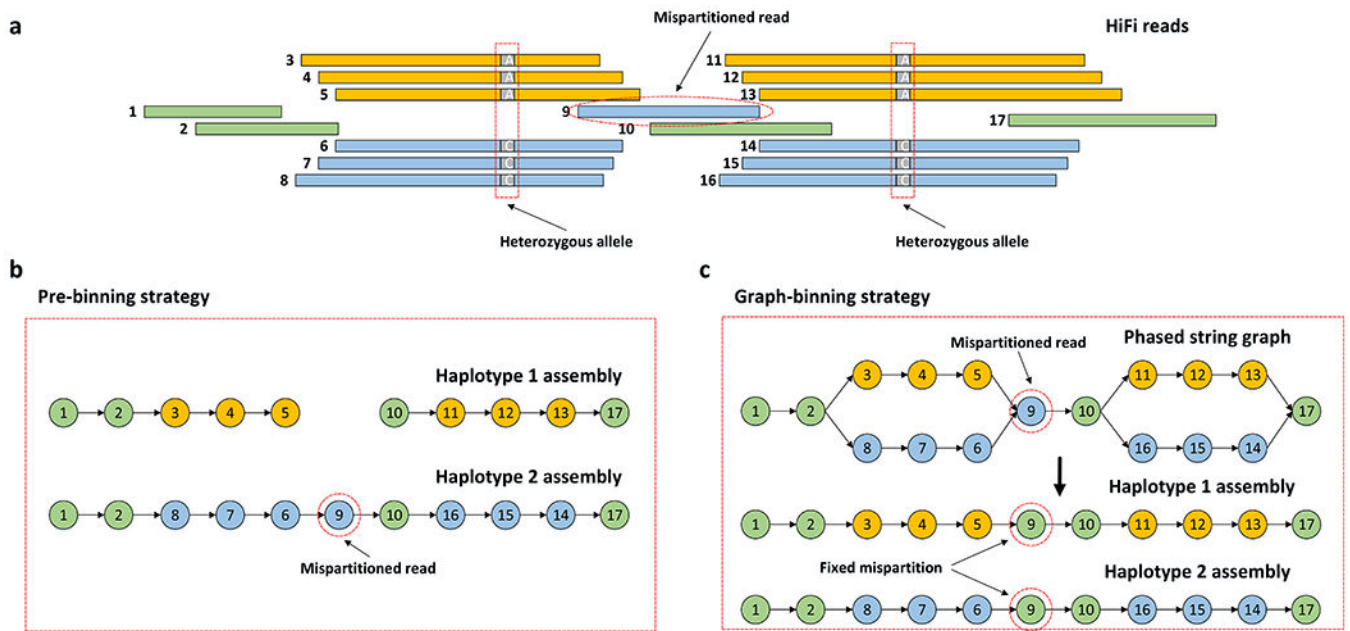 a
Mispartitioned read
HiFi reads
3 A 11 A
4 A 12 A
5 A 13 A
1 9
2 10 17
6 C 14 C
7 C 15 C
8 C 16 C
Heterozygous allele
Heterozygous allele
b
Pre-binning strategy
Haplotype 1 assembly
1 2 3 4 5 10 11 12 13 17
Haplotype 2 assembly
1 2 8 7 6 9 10 16 15 14 17
Mispartitioned read
c
Graph-binning strategy
Mispartitioned read
Phased string graph
3 4 5 11 12 13
1 2 9 10 17
8 7 6 16 15 14
Haplotype 1 assembly
1 2 3 4 5 9 10 11 12 13 17
Fixed mispartition
Haplotype 2 assembly
1 2 8 7 6 9 10 16 15 14 17